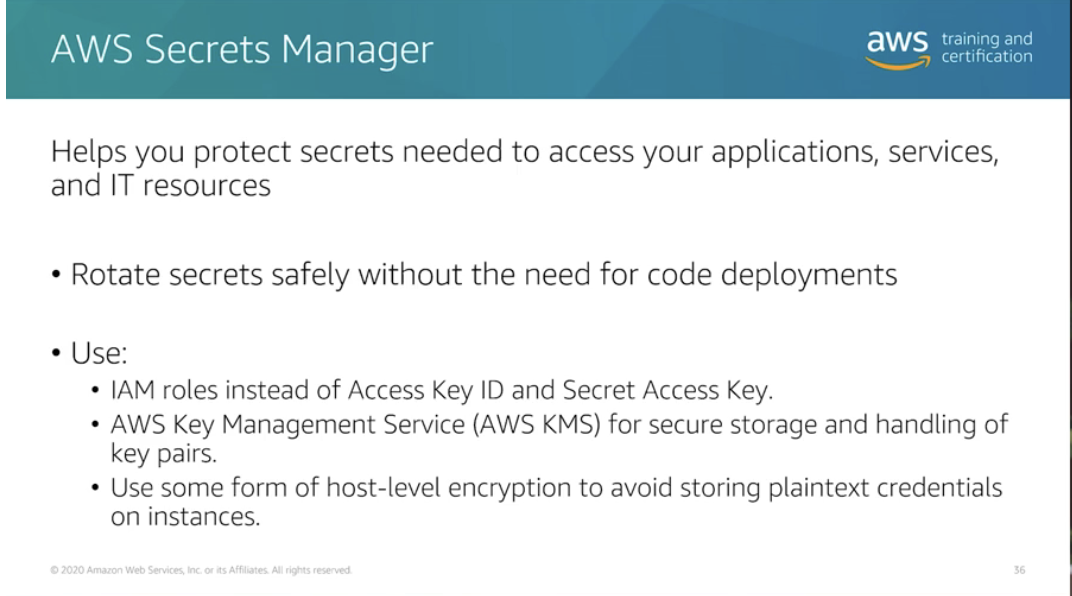 AWS Secrets Manager
aws training and
certification
Helps you protect secrets needed to access your applications, services,
and IT resources
• Rotate secrets safely without the need for code deployments
• Use:
• IAM roles instead of Access Key ID and Secret Access Key.
• AWS Key Management Service (AWS KMS) for secure storage and handling of
key pairs.
• Use some form of host-level encryption to avoid storing plaintext credentials
on instances.
© 2020 Amazon Web Services, Inc. or its Affiliates. All rights reserved.
36